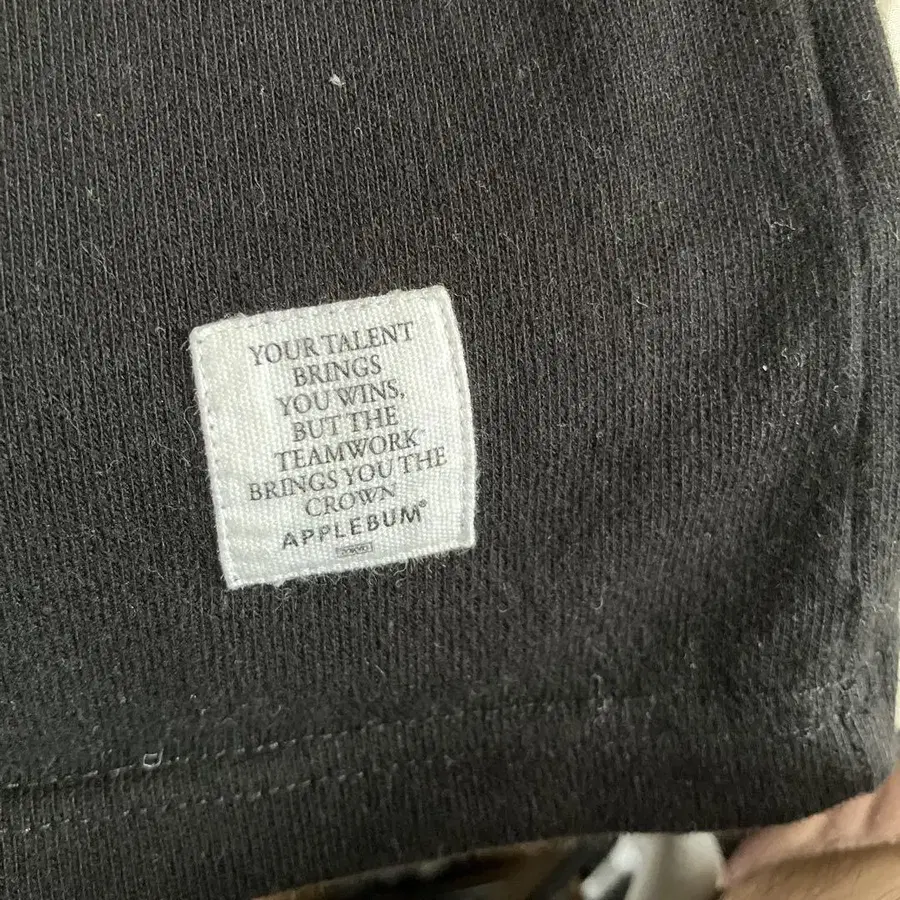 YOUR TALENT
BRINGS
YOU WINS,
BUT THE
TEAMWORK
BRINGS YOU THE
CROWN
APPLEBUM®